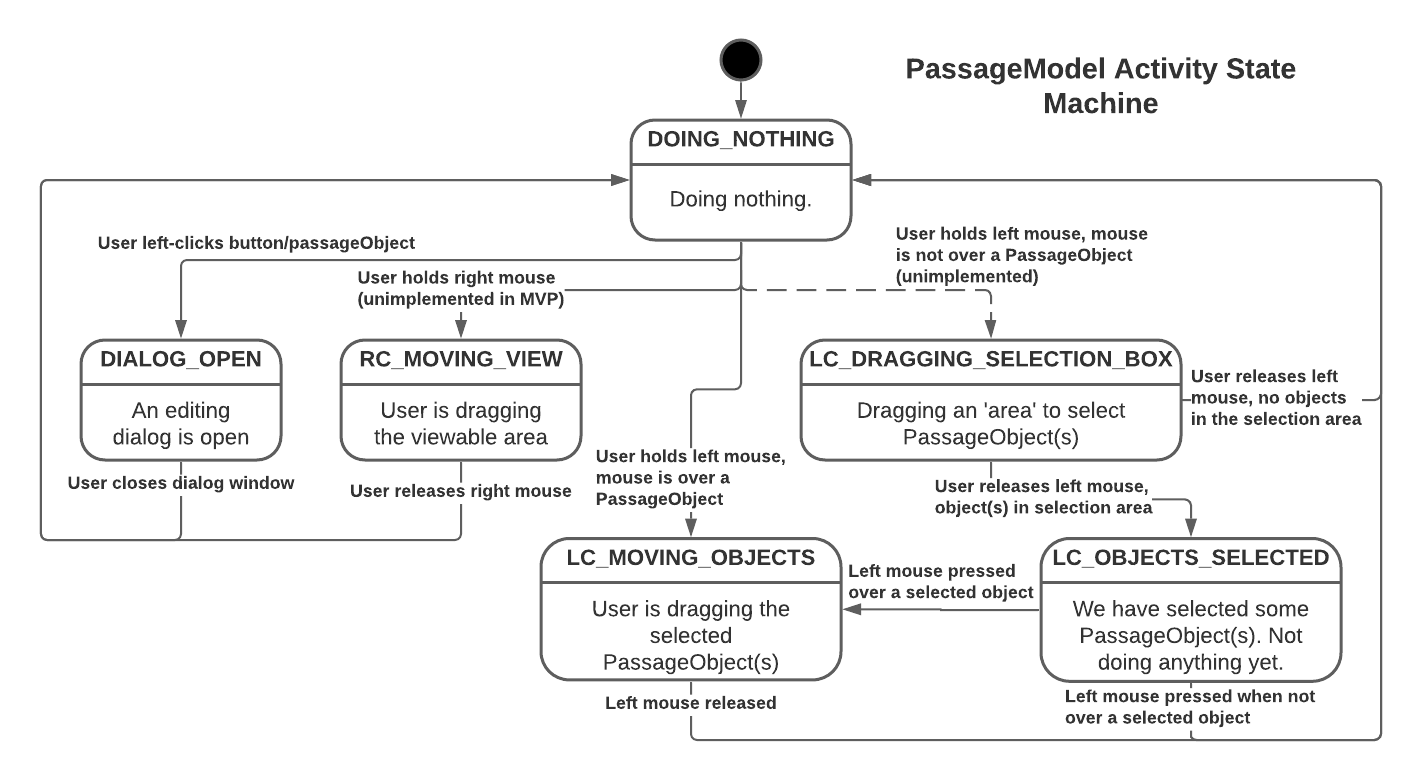 PassageModel Activity State
Machine
DOING_NOTHING
Doing nothing.
User left-clicks button/passageObject
User holds right mouse
(unimplemented in MVP)
User holds left mouse, mouse
is not over a PassageObject
(unimplemented)
DIALOG_OPEN
An editing
dialog is open
User closes dialog window
RC_MOVING_VIEW
User is dragging
the viewable area
User releases right mouse
User holds left mouse,
mouse is over a
PassageObject
LC_DRAGGING_SELECTION_BOX
Dragging an 'area' to select
PassageObject(s)
User releases left
mouse, no objects
in the selection area
User releases left mouse,
object(s) in selection area
LC_MOVING_OBJECTS
User is dragging the
selected
PassageObject(s)
Left mouse released
Left mouse pressed
over a selected object
LC_OBJECTS_SELECTED
We have selected some
PassageObject(s). Not
doing anything yet.
Left mouse pressed when not
over a selected object